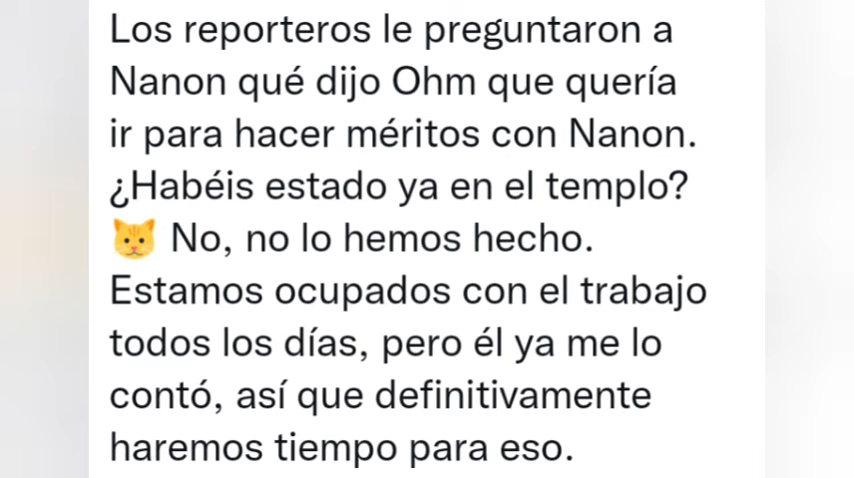 Los reporteros le preguntaron a
Nanon qué dijo Ohm que quería
ir para hacer méritos con Nanon.
¿Habéis estado ya en el templo?
🐱 No, no lo hemos hecho.
Estamos ocupados con el trabajo
todos los días, pero él ya me lo
contó, así que definitivamente
haremos tiempo para eso.